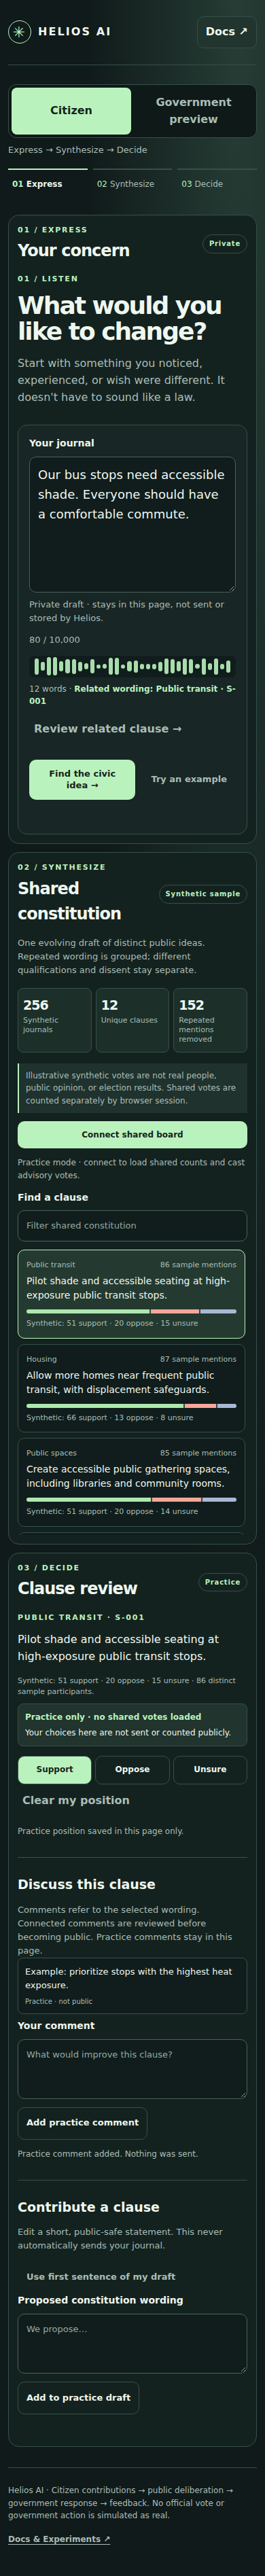 HELIOS AI
Docs ↗
Citizen
Government
preview
Express → Synthesize → Decide
01 Express
02 Synthesize
03 Decide
01 / EXPRESS
Your concern
Private
01 / LISTEN
What would you
like to change?
Start with something you noticed,
experienced, or wish were different. It
doesn't have to sound like a law.
Your journal
Our bus stops need accessible
shade. Everyone should have
a comfortable commute.
Private draft · stays in this page, not sent or
stored by Helios.
80 / 10,000
12 words · Related wording: Public transit · S-
001
Review related clause →
Find the civic
idea →
Try an example
02 / SYNTHESIZE
Shared
constitution
Synthetic sample
One evolving draft of distinct public ideas.
Repeated wording is grouped; different
qualifications and dissent stay separate.
256
Synthetic
journals
12
Unique clauses
152
Repeated
mentions
removed
Illustrative synthetic votes are not real people,
public opinion, or election results. Shared votes are
counted separately by browser session.
Connect shared board
Practice mode · connect to load shared counts and cast
advisory votes.
Find a clause
Filter shared constitution
Public transit
86 sample mentions
Pilot shade and accessible seating at high-
exposure public transit stops.
Synthetic: 51 support · 20 oppose · 15 unsure
Housing
87 sample mentions
Allow more homes near frequent public
transit, with displacement safeguards.
Synthetic: 66 support · 13 oppose · 8 unsure
Public spaces
85 sample mentions
Create accessible public gathering spaces,
including libraries and community rooms.
Synthetic: 51 support · 20 oppose · 14 unsure
03 / DECIDE
Clause review
Practice
PUBLIC TRANSIT · S-001
Pilot shade and accessible seating at
high-exposure public transit stops.
Synthetic: 51 support · 20 oppose · 15 unsure · 86 distinct
sample participants.
Practice only · no shared votes loaded
Your choices here are not sent or counted publicly.
Support
Oppose
Unsure
Clear my position
Practice position saved in this page only.
Discuss this clause
Comments refer to the selected wording.
Connected comments are reviewed before
becoming public. Practice comments stay in this
page.
Example: prioritize stops with the highest heat
exposure.
Practice · not public
Your comment
What would improve this clause?
Add practice comment
Practice comment added. Nothing was sent.
Contribute a clause
Edit a short, public-safe statement. This never
automatically sends your journal.
Use first sentence of my draft
Proposed constitution wording
We propose…
Add to practice draft
Helios AI · Citizen contributions → public deliberation →
government response → feedback. No official vote or
government action is simulated as real.
Docs & Experiments ↗